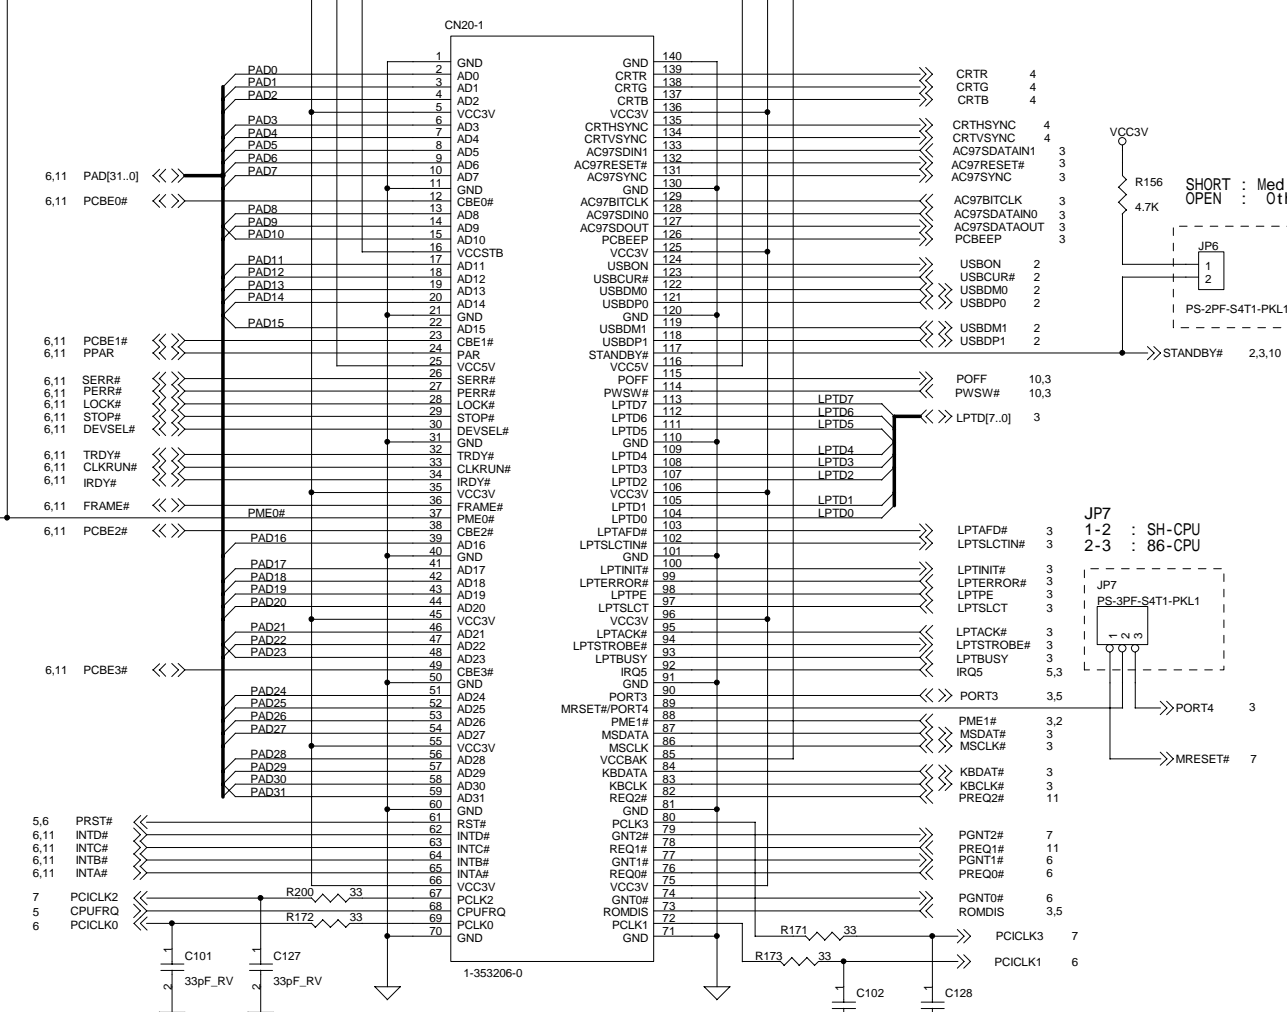 CN20-1
1 GND GND 140
PAD0 2 AD0 CRTR 139 CRTR 4
PAD1 3 AD1 CRTG 138 CRTG 4
PAD2 4 AD2 CRTB 137 CRTB 4
5 VCC3V VCC3V 136
PAD3 6 AD3 CRTHSYNC 135 CRTHSYNC 4
PAD4 7 AD4 CRTVSYNC 134 CRTVSYNC 4
VCC3V
PAD5 8 AD5 AC97SDIN1 133 AC97SDATAIN1 3
PAD6 9 AD6 AC97RESET# 132 AC97RESET# 3
6,11 PAD[31..0] PAD7 10 AD7 AC97SYNC 131 AC97SYNC 3
R156
4.7K
SHORT : Med
OPEN : Oth
11 GND GND 130
6,11 PCBE0# 12 CBE0# AC97BITCLK 129 AC97BITCLK 3
PAD8 13 AD8 AC97SDIN0 128 AC97SDATAIN0 3
PAD9 14 AD9 AC97SDOUT 127 AC97SDATAOUT 3
PAD10 15 AD10 PCBEEP 126 PCBEEP 3
16 VCCSTB VCC3V 125
JP6
1
2
PS-2PF-S4T1-PKL1
PAD11 17 AD11 USBON 124 USBON 2
PAD12 18 AD12 USBCUR# 123 USBCUR# 2
PAD13 19 AD13 USBDM0 122 USBDM0 2
PAD14 20 AD14 USBDP0 121 USBDP0 2
21 GND GND 120
PAD15 22 AD15 USBDM1 119 USBDM1 2
6,11 PCBE1# 23 CBE1# USBDP1 118 USBDP1 2
6,11 PPAR 24 PAR STANDBY# 117 STANDBY# 2,3,10
25 VCC5V VCC5V 116
6,11 SERR# 26 SERR# POFF 115 POFF 10,3
6,11 PERR# 27 PERR# PWSW# 114 PWSW# 10,3
6,11 LOCK# 28 LOCK# LPTD7 113 LPTD7
6,11 STOP# 29 STOP# LPTD6 112 LPTD6 LPTD[7..0] 3
6,11 DEVSEL# 30 DEVSEL# LPTD5 111 LPTD5
31 GND GND 110
6,11 TRDY# 32 TRDY# LPTD4 109 LPTD4
6,11 CLKRUN# 33 CLKRUN# LPTD3 108 LPTD3
6,11 IRDY# 34 IRDY# LPTD2 107 LPTD2
35 VCC3V VCC3V 106
6,11 FRAME# 36 FRAME# LPTD1 105 LPTD1
PME0# 37 PME0# LPTD0 104 LPTD0
6,11 PCBE2# 38 CBE2# LPTAFD# 103 LPTAFD# 3
PAD16 39 AD16 LPTSLCTIN# 102 LPTSLCTIN# 3
JP7
1-2 : SH-CPU
2-3 : 86-CPU
40 GND GND 101
PAD17 41 AD17 LPTINIT# 100 LPTINIT# 3
PAD18 42 AD18 LPTERROR# 99 LPTERROR# 3
PAD19 43 AD19 LPTPE 98 LPTPE 3
PAD20 44 AD20 LPTSLCT 97 LPTSLCT 3
45 VCC3V VCC3V 96
JP7
PS-3PF-S4T1-PKL1
1 2 3
PAD21 46 AD21 LPTACK# 95 LPTACK# 3
PAD22 47 AD22 LPTSTROBE# 94 LPTSTROBE# 3
PAD23 48 AD23 LPTBUSY 93 LPTBUSY 3
6,11 PCBE3# 49 CBE3# IRQ5 92 IRQ5 5,3
50 GND GND 91
PAD24 51 AD24 PORT3 90 PORT3 3,5
PAD25 52 AD25 MRSET#/PORT4 89 PORT4 3
PAD26 53 AD26 PME1# 88 PME1# 3,2
PAD27 54 AD27 MSDATA 87 MSDAT# 3
55 VCC3V MSCLK 86 MSCLK# 3
PAD28 56 AD28 VCCBAK 85 MRESET# 7
PAD29 57 AD29 KBDATA 84 KBDAT# 3
PAD30 58 AD30 KBCLK 83 KBCLK# 3
PAD31 59 AD31 REQ2# 82 PREQ2# 11
60 GND GND 81
5,6 PRST# 61 RST# PCLK3 80
6,11 INTD# 62 INTD# GNT2# 79 PGNT2# 7
6,11 INTC# 63 INTC# REQ1# 78 PREQ1# 11
6,11 INTB# 64 INTB# GNT1# 77 PGNT1# 6
6,11 INTA# 65 INTA# REQ0# 76 PREQ0# 6
66 VCC3V VCC3V 75
7 PCICLK2 R200 33 67 PCLK2 GNT0# 74 PGNT0# 6
5 CPUFRQ 68 CPUFRQ ROMDIS 73 ROMDIS 3,5
6 PCICLK0 R172 33 69 PCLK0 PCLK1 72
70 GND GND 71 R171 33 PCICLK3 7
R173 33 PCICLK1 6
1 C101 2 33pF_RV
1 C127 2 33pF_RV
1-353206-0
1 C102
1 C128